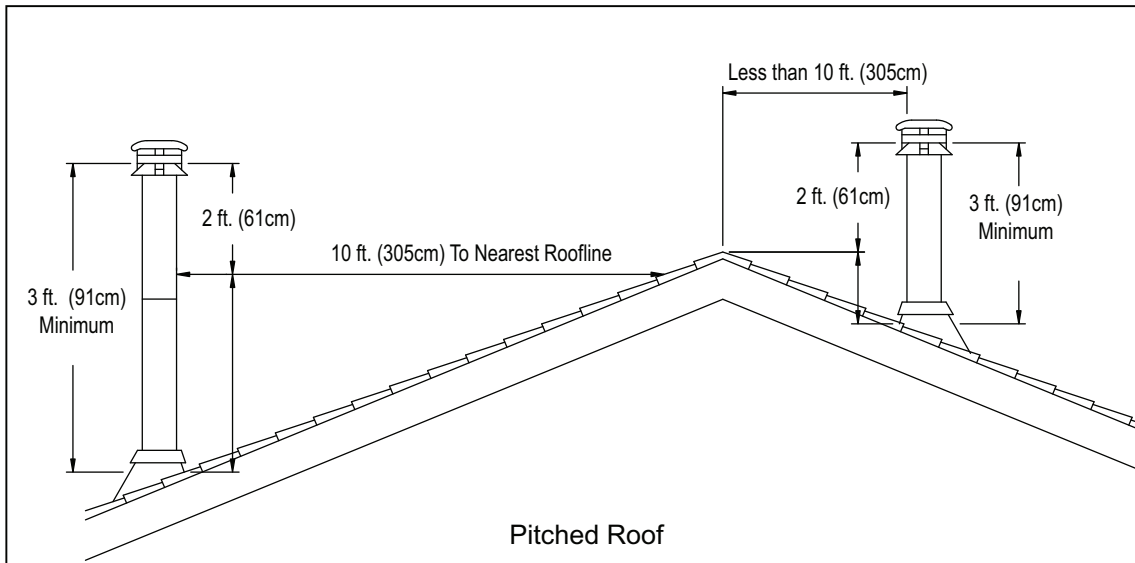 Less than 10 ft. (305cm)
2 ft. (61cm)
3 ft. (91cm)
Minimum
2 ft. (61cm)
10 ft. (305cm) To Nearest Roofline
3 ft. (91cm)
Minimum
Pitched Roof